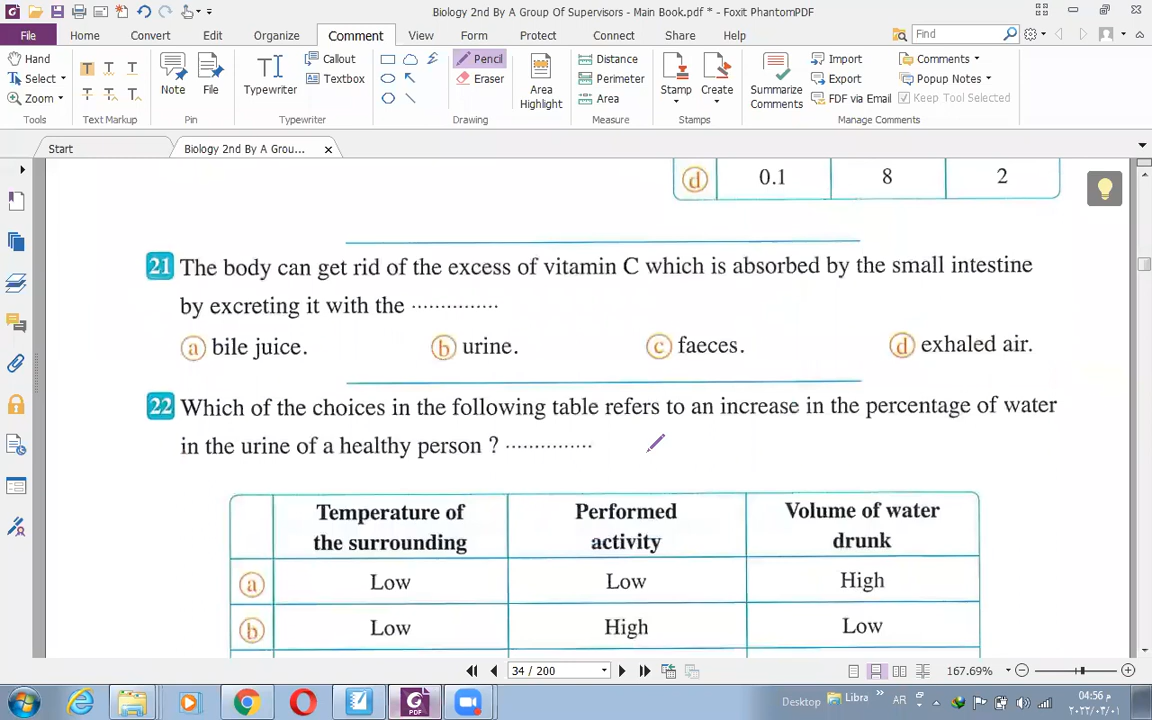 Biology 2nd By A Group Of Supervisors - Main Book.pdf * - Foxit PhantomPDF
File Home Convert Edit Organize Comment View Form Protect Connect Share Help Find
Hand
Select
Zoom
Tools
Text Markup
Note
File
Pin
Typewriter
Callout
Textbox
Typewriter
Pencil
Eraser
Area
Highlight
Drawing
Distance
Perimeter
Area
Measure
Stamp
Create
Stamps
Summarize
Comments
Import
Export
FDF via Email
Comments
Popup Notes
Keep Tool Selected
Manage Comments
Start Biology 2nd By A Grou...
d 0.1 8 2
21 The body can get rid of the excess of vitamin C which is absorbed by the small intestine
by excreting it with the ...............
a bile juice. b urine. c faeces. d exhaled air.
22 Which of the choices in the following table refers to an increase in the percentage of water
in the urine of a healthy person ? ...............
Temperature of
the surrounding
Performed
activity
Volume of water
drunk
a Low Low High
b Low High Low
34 / 200 167.69%
Desktop Libra AR 04:56 م
٢٠٢٢/٠٣/٠١